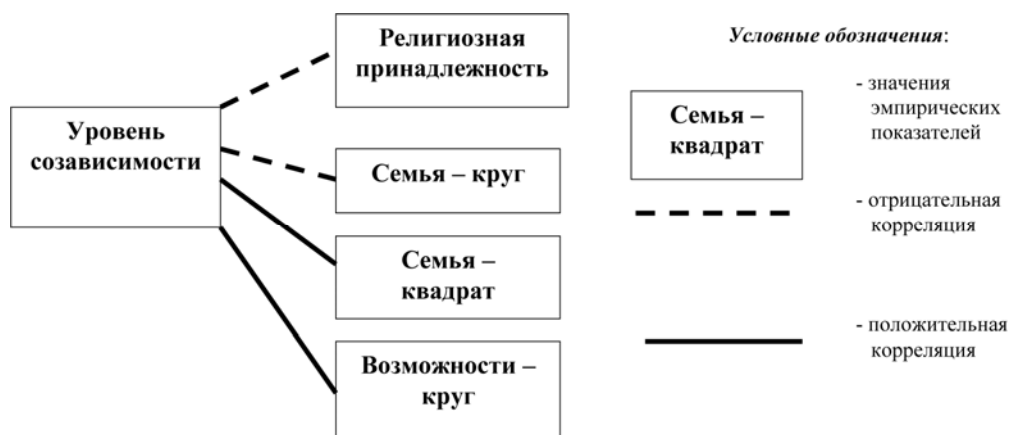 Религиозная
принадлежность
Уровень
созависимости
Семья – круг
Семья –
квадрат
Возможности –
круг
Условные обозначения:
Семья –
квадрат
- значения
эмпирических
показателей
- отрицательная
корреляция
- положительная
корреляция